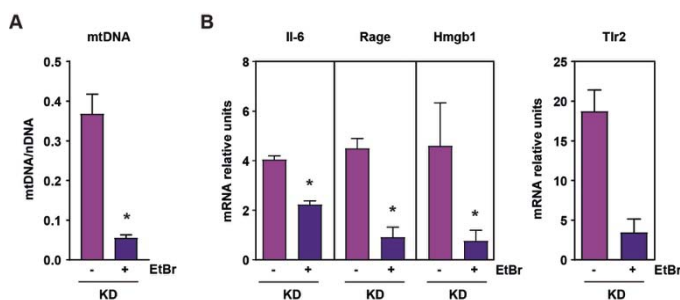 A
mtDNA
mtDNA/nDNA
0.5
0.4
0.3
0.2
0.1
0.0
*
- + EtBr
KD
B
Il-6 Rage Hmgb1
mRNA relative units
8
6
4
2
0
* * *
- + - + - + EtBr
KD KD KD
Tlr2
mRNA relative units
25
20
15
10
5
0
- + EtBr
KD